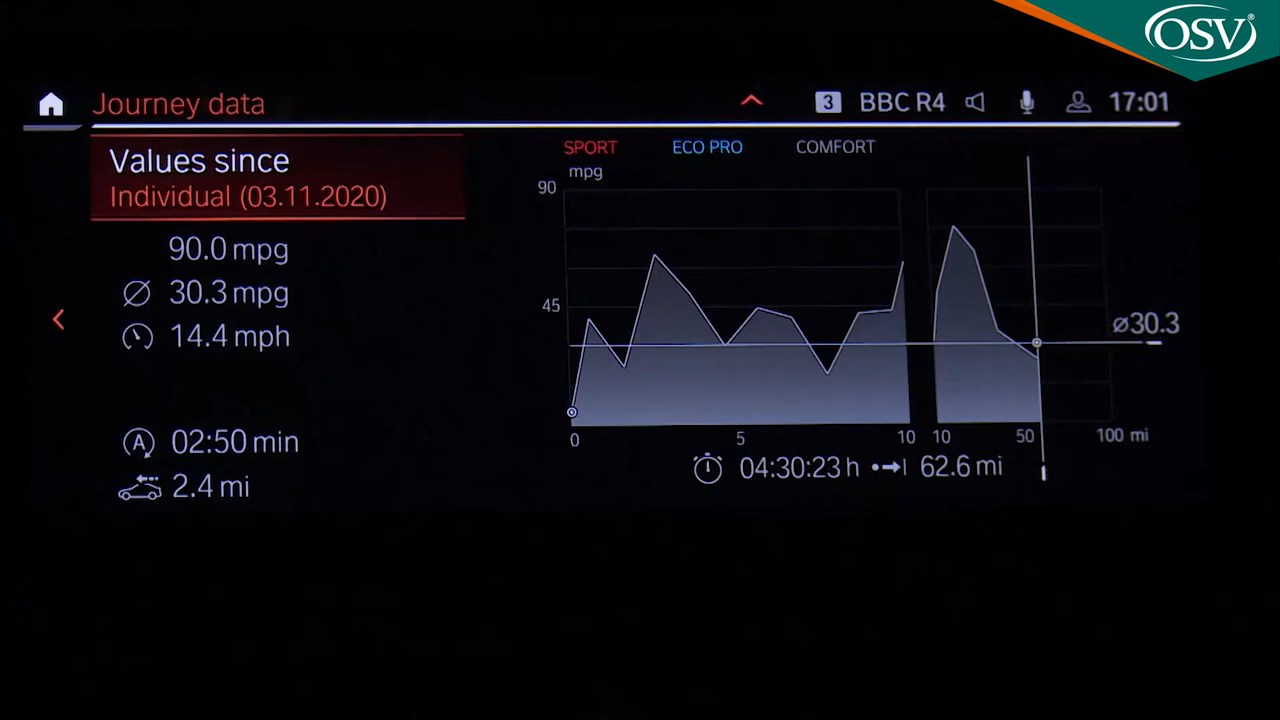 OSV®
Journey data
3 BBC R4 17:01
Values since
Individual (03.11.2020)
90.0 mpg
Ø 30.3 mpg
14.4 mph
A 02:50 min
2.4 mi
SPORT ECO PRO COMFORT
mpg
90
45
Ø30.3
0 5 10 10 50 100 mi
04:30:23 h 62.6 mi